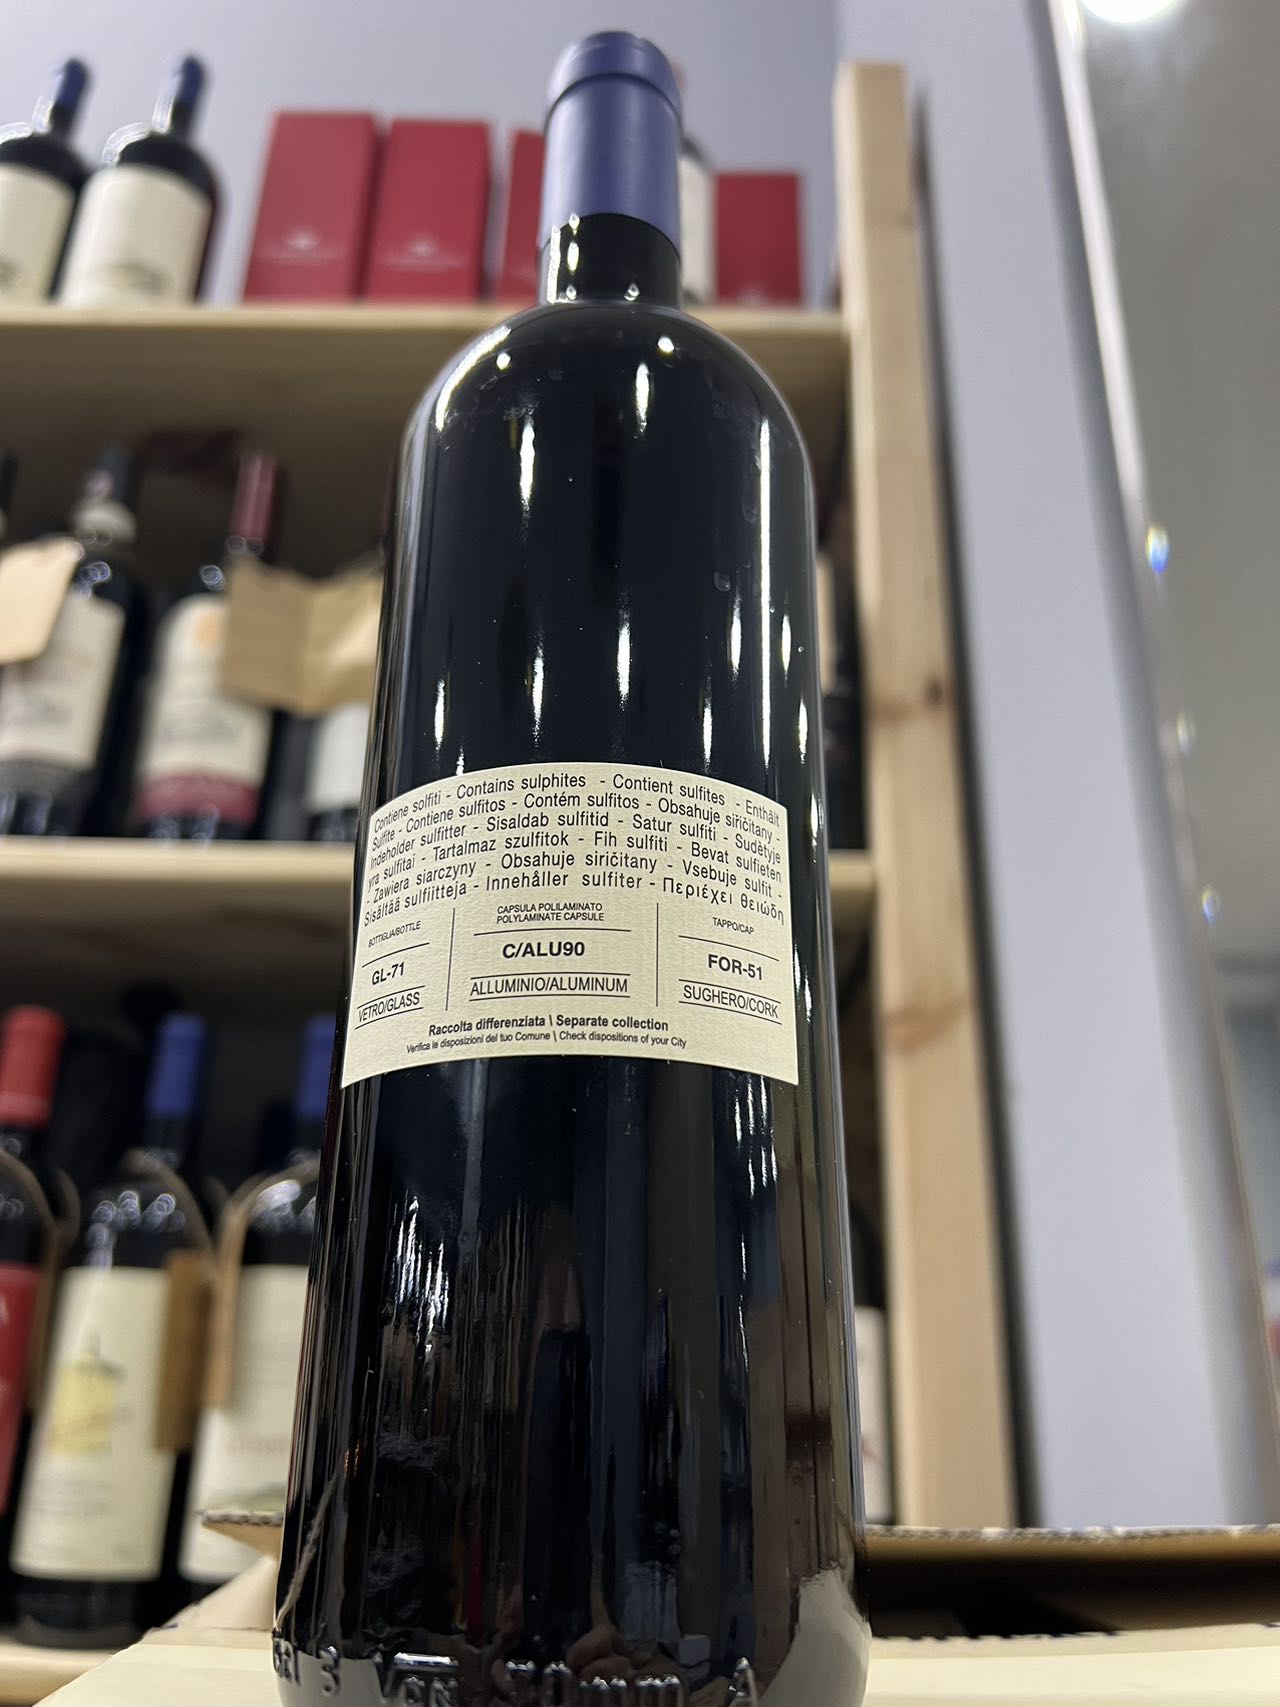 Contiene solfiti - Contains sulphites - Contient sulfites - Enthält
Sulfite - Contiene sulfitos - Contém sulfitos - Obsahuje siřičitany -
Indeholder sulfitter - Sisaldab sulfitid - Satur sulfiti - Sudėtyje
yra sulfitai - Tartalmaz szulfitok - Fih sulfiti - Bevat sulfieten
- Zawiera siarczyny - Obsahuje siričitany - Vsebuje sulfit -
Sisältää sulfiitteja - Innehåller sulfiter - Περιέχει θειώδη
BOTTIGLIA/BOTTLE
GL-71
VETRO/GLASS
CAPSULA POLILAMINATO
POLYLAMINATE CAPSULE
C/ALU90
ALLUMINIO/ALUMINUM
TAPPO/CAP
FOR-51
SUGHERO/CORK
Raccolta differenziata \ Separate collection
Verifica le disposizioni del tuo Comune \ Check dispositions of your City